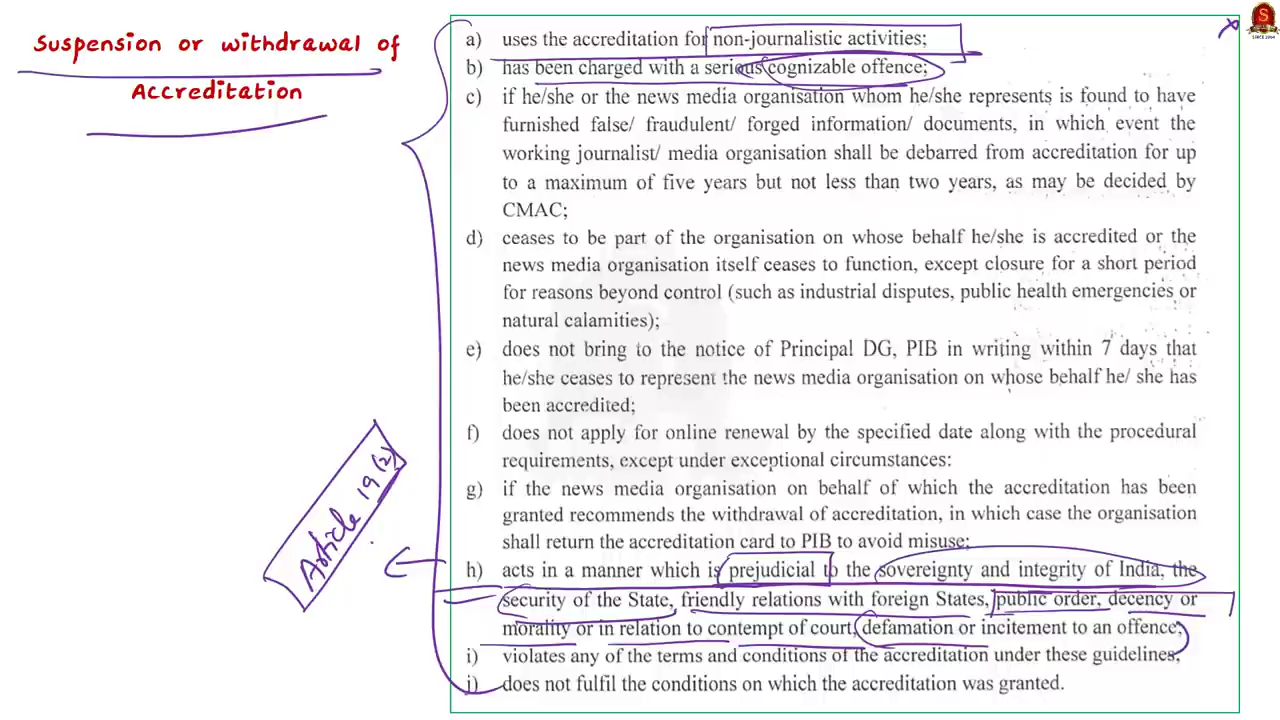 Suspension or withdrawal of
Accreditation
S
SINCE 2004
a) uses the accreditation for non-journalistic activities;
b) has been charged with a serious cognizable offence;
c) if he/she or the news media organisation whom he/she represents is found to have
furnished false/ fraudulent/ forged information/ documents, in which event the
working journalist/ media organisation shall be debarred from accreditation for up
to a maximum of five years but not less than two years, as may be decided by
CMAC;
d) ceases to be part of the organisation on whose behalf he/she is accredited or the
news media organisation itself ceases to function, except closure for a short period
for reasons beyond control (such as industrial disputes, public health emergencies or
natural calamities);
e) does not bring to the notice of Principal DG, PIB in writing within 7 days that
he/she ceases to represent the news media organisation on whose behalf he/ she has
been accredited;
f) does not apply for online renewal by the specified date along with the procedural
requirements, except under exceptional circumstances:
g) if the news media organisation on behalf of which the accreditation has been
granted recommends the withdrawal of accreditation, in which case the organisation
shall return the accreditation card to PIB to avoid misuse;
h) acts in a manner which is prejudicial to the sovereignty and integrity of India, the
security of the State, friendly relations with foreign States, public order, decency or
morality or in relation to contempt of court, defamation or incitement to an offence;
i) violates any of the terms and conditions of the accreditation under these guidelines;
j) does not fulfil the conditions on which the accreditation was granted.
Article 19(2)